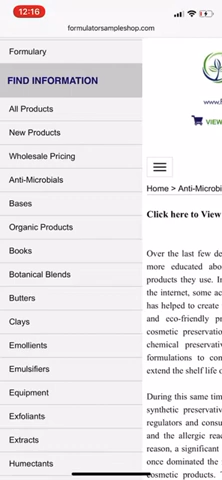 12:16
formulatorsampleshop.com
Formulary
FIND INFORMATION
All Products
New Products
Wholesale Pricing
Anti-Microbials
Bases
Organic Products
Books
Botanical Blends
Butters
Clays
Emollients
Emulsifiers
Equipment
Exfoliants
Extracts
Humectants
www.F
VIEW
Home > Anti-Microbi
Click here to View
Over the last few de
more educated abo
products they use. In
the internet, some ac
has helped to create
and eco-friendly pr
cosmetic preservatio
chemical preservativ
formulations to con
extend the shelf life o
During this same tim
synthetic preservativ
regulators and consu
and the allergic reac
reason, a significant
once dominated the
cosmetic products.